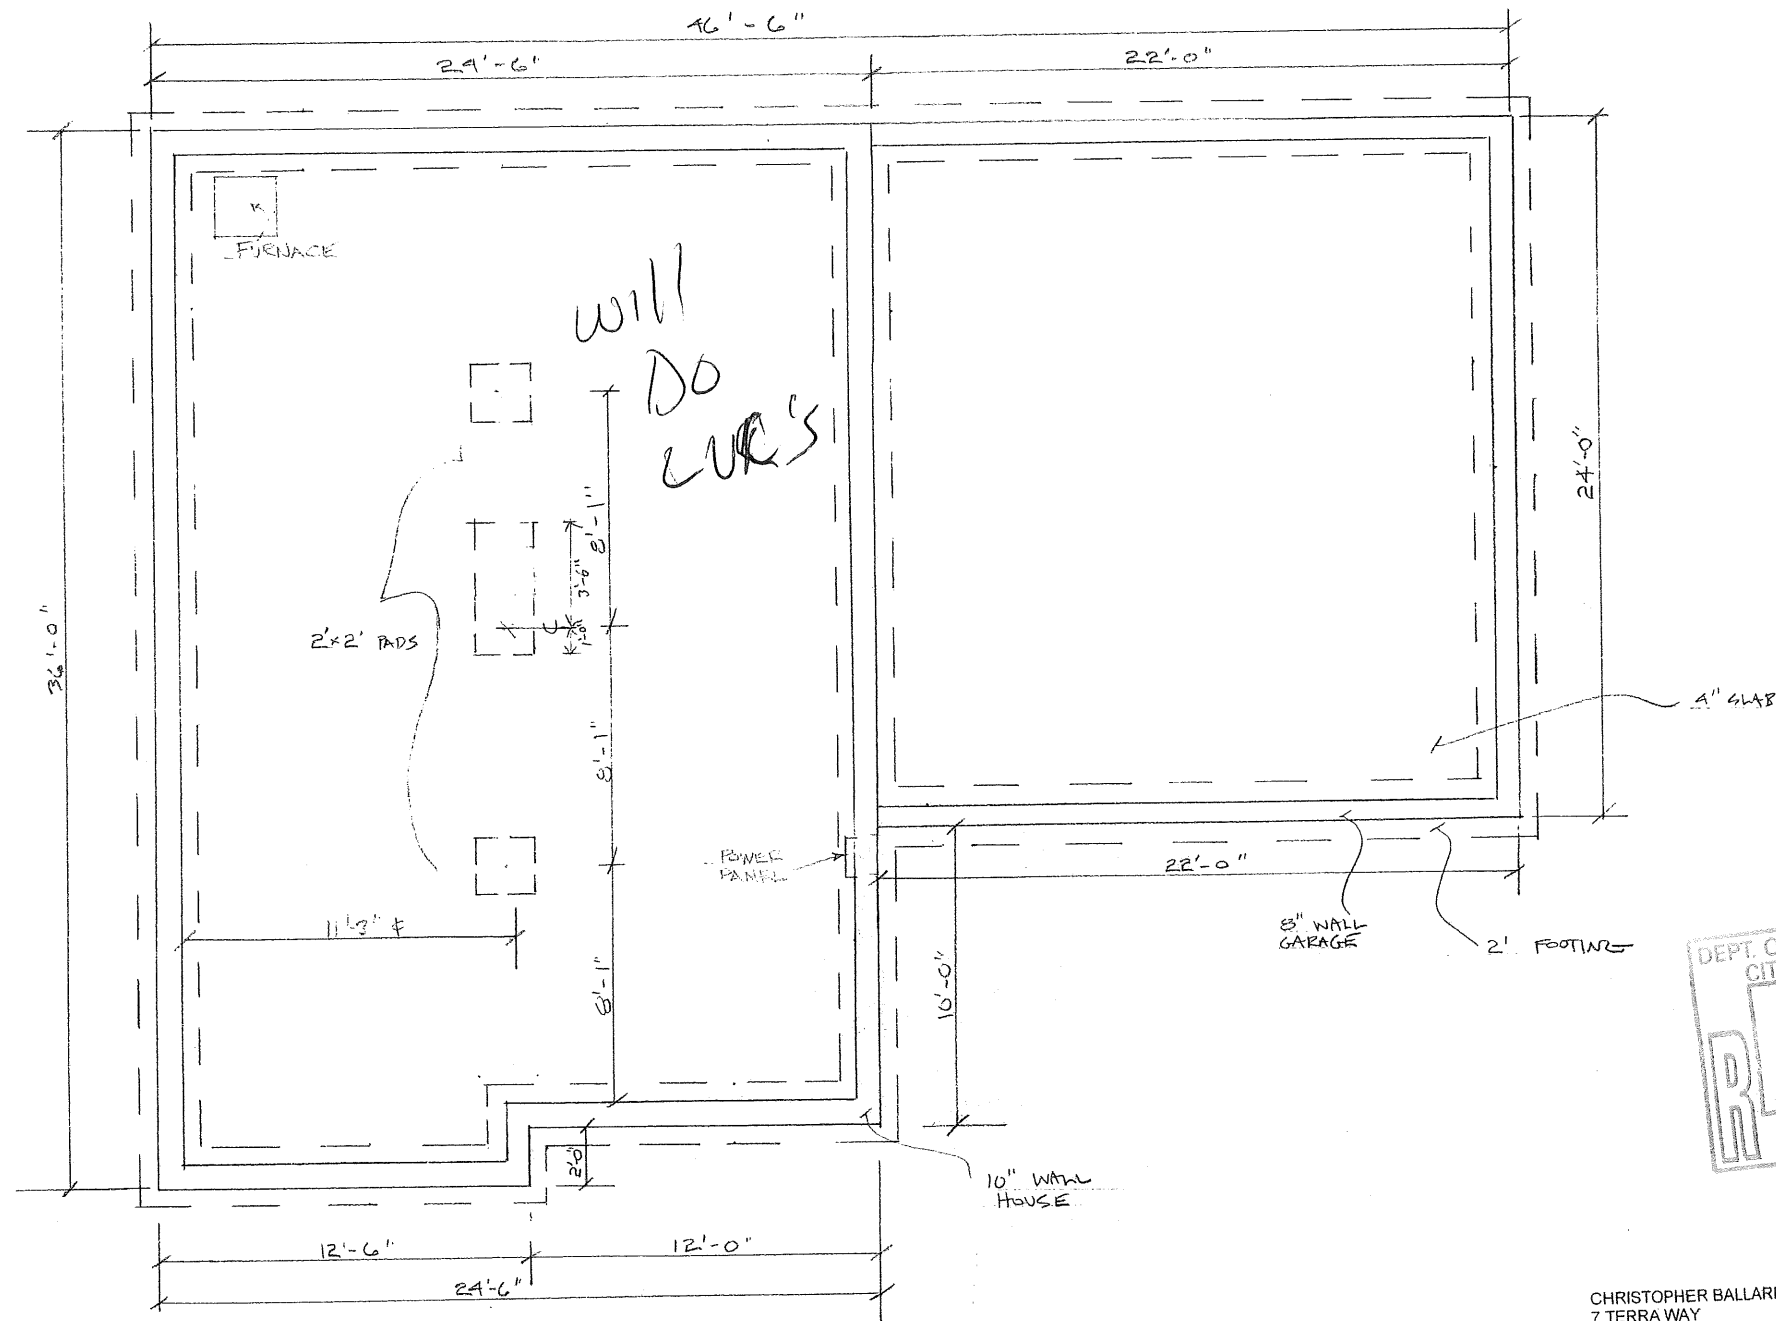 46'-6"
24'-6"
22'-0"
FURNACE
Will
Do
36'-0"
24'-0"
8'-1"
3'-6"
1'-0"
2'x2' PADS
8'-1"
4" SLAB
POWER
PANEL
22'-0"
11'-3"
8" WALL
GARAGE
2' FOOTING
8'-1"
10'-0"
2'-0"
10" WALL
HOUSE
12'-6"
12'-0"
24'-6"
DEPT.
CHRISTOPHER
7 TERRA WAY